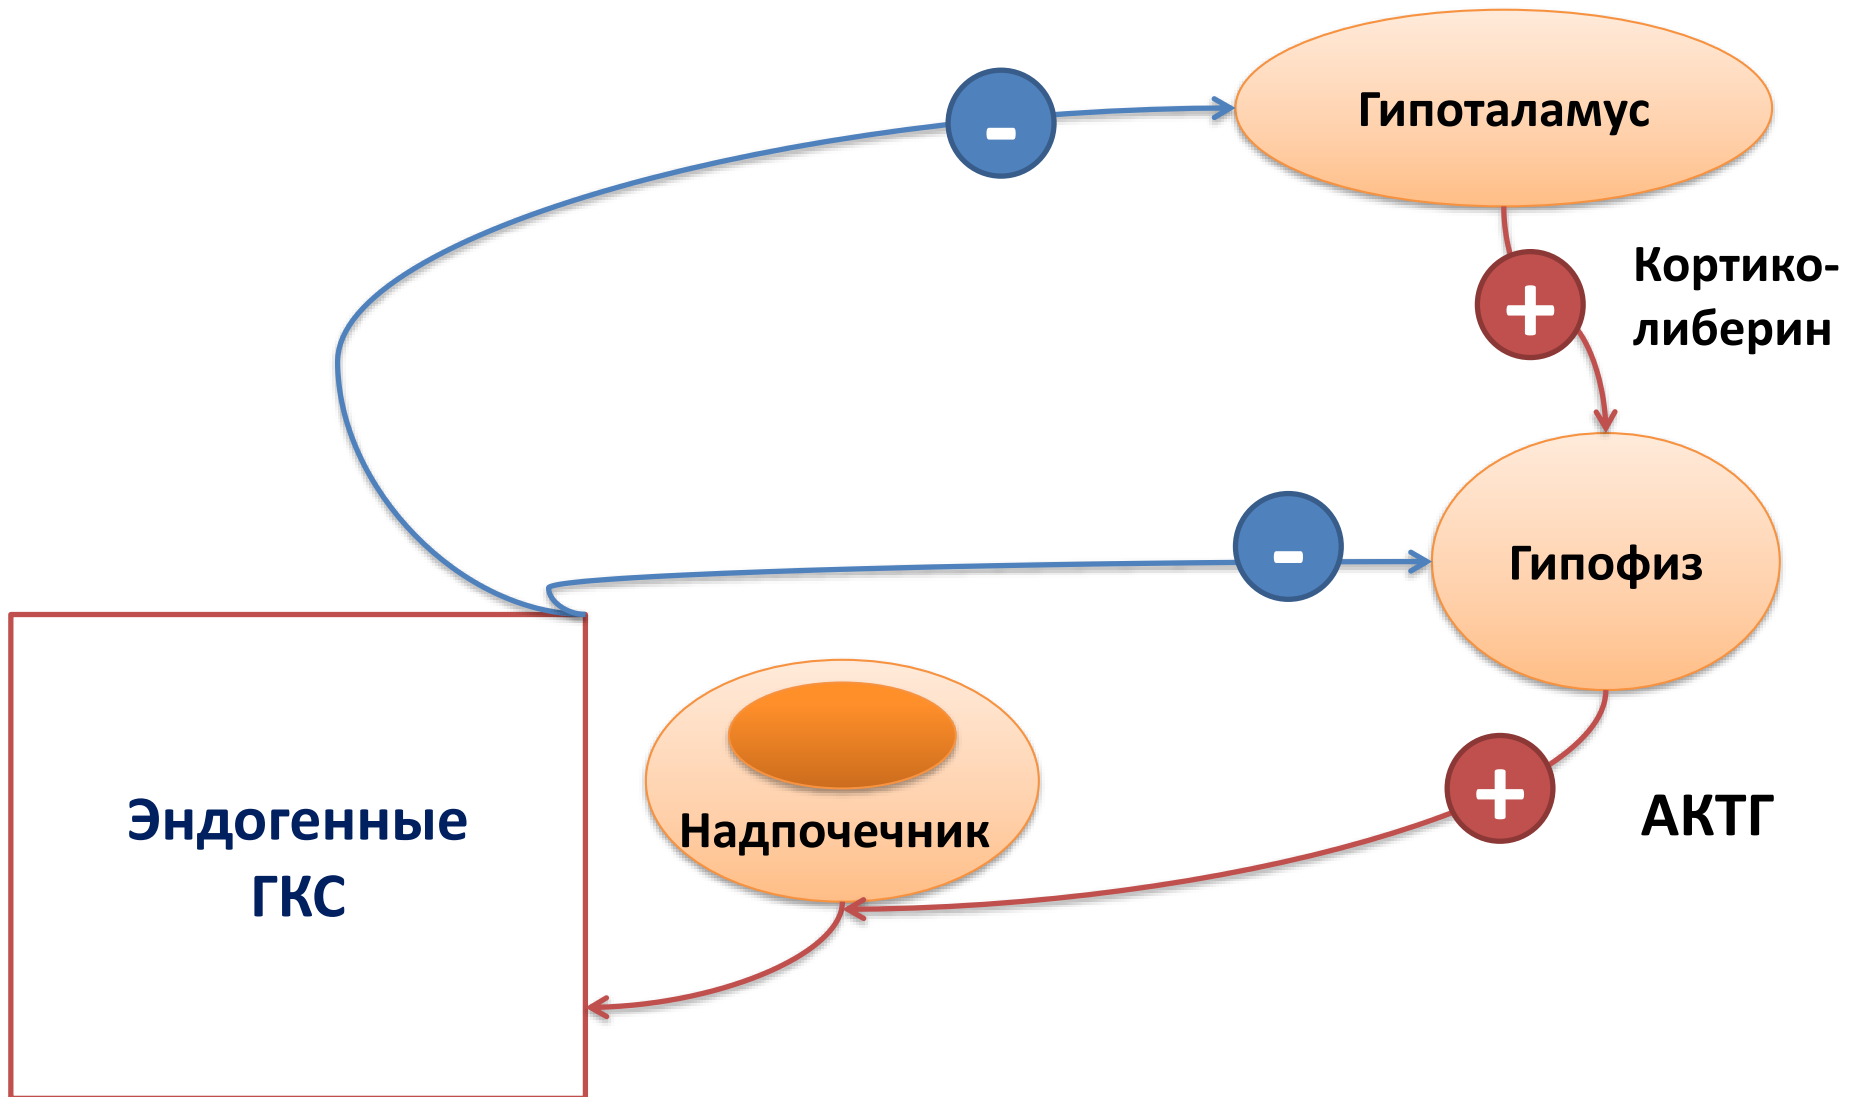 -
Гипоталамус
+
Кортико-
либерин
-
Гипофиз
Надпочечник
+
АКТГ
Эндогенные
ГКС